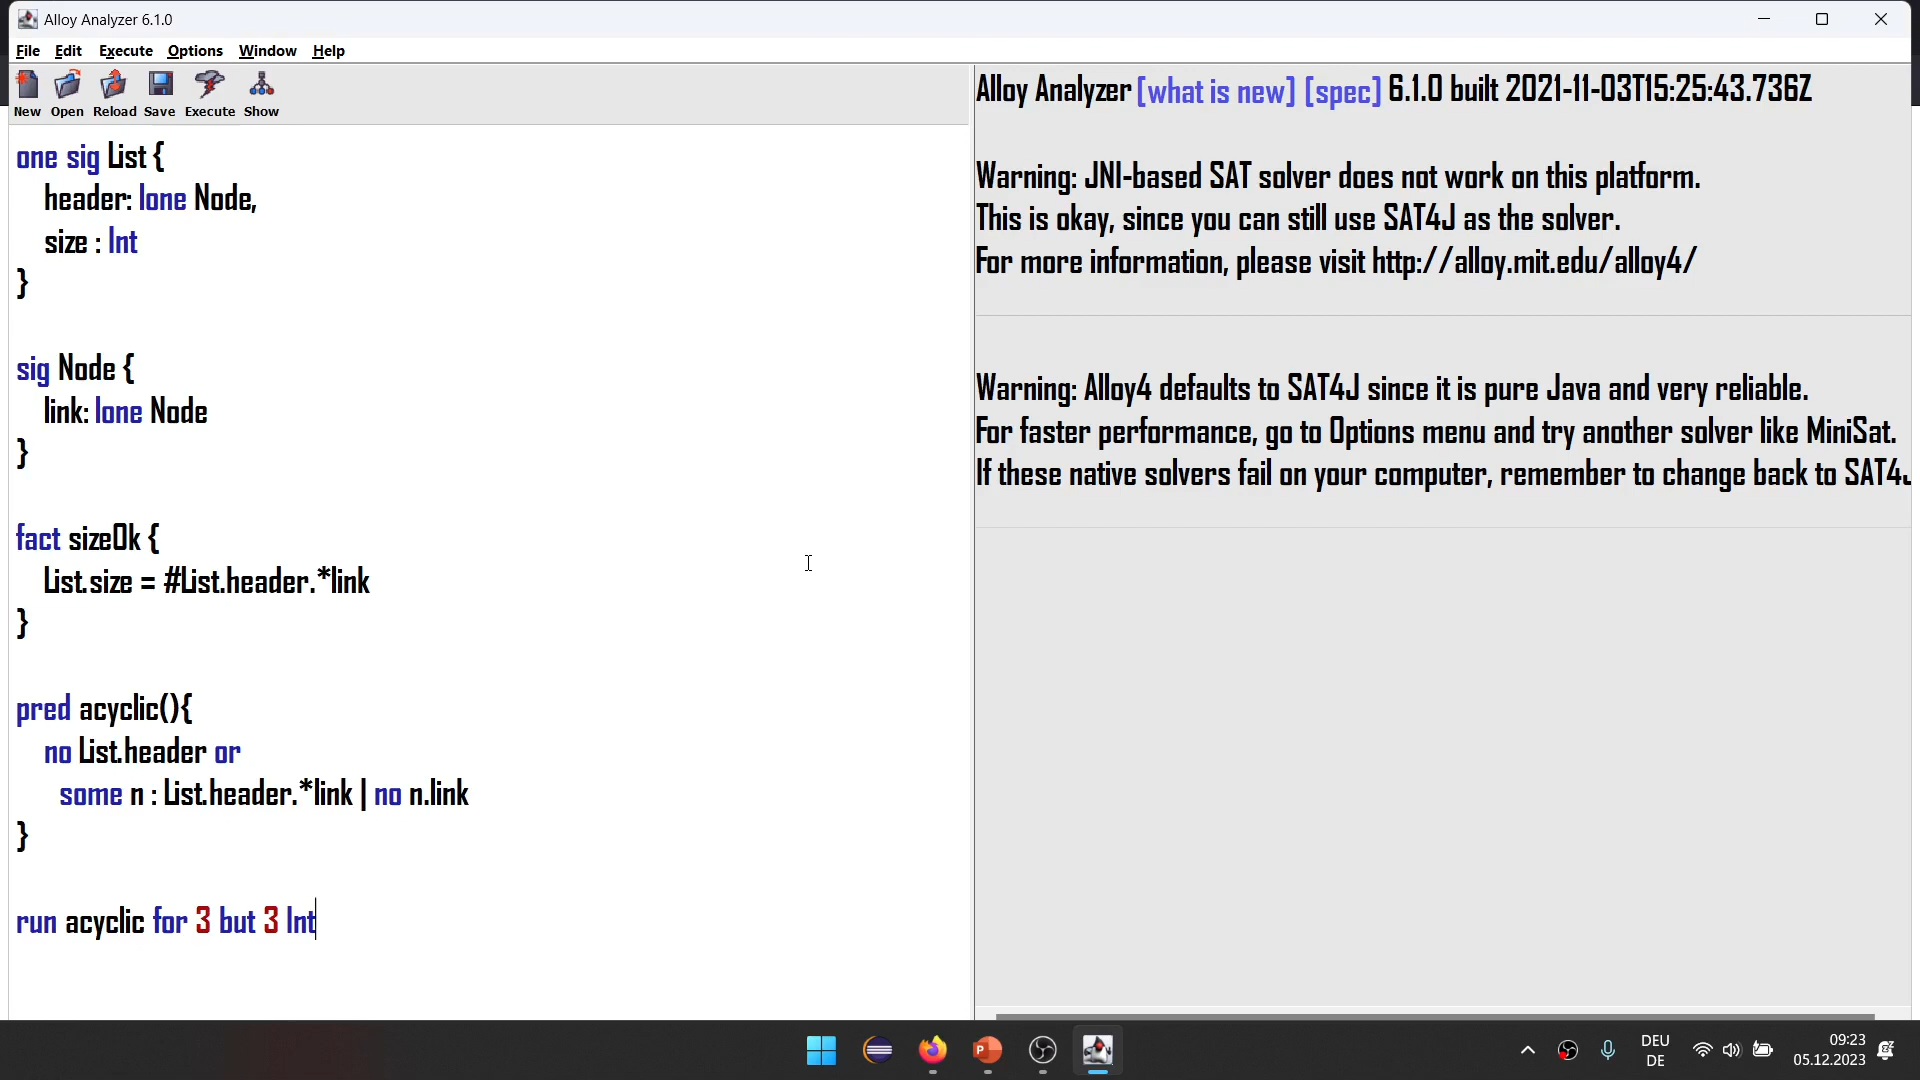 Alloy Analyzer 6.1.0
File Edit Execute Options Window Help
New Open Reload Save Execute Show
one sig List {
header: lone Node,
size : Int
}
sig Node {
link: lone Node
}
fact sizeOk {
List.size = #List.header.*link
}
pred acyclic(){
no List.header or
some n : List.header.*link | no n.link
}
run acyclic for 3 but 3 Int
Alloy Analyzer [what is new] [spec] 6.1.0 built 2021-11-03T15:25:43.736Z
Warning: JNI-based SAT solver does not work on this platform.
This is okay, since you can still use SAT4J as the solver.
For more information, please visit http://alloy.mit.edu/alloy4/
Warning: Alloy4 defaults to SAT4J since it is pure Java and very reliable.
For faster performance, go to Options menu and try another solver like MiniSat.
If these native solvers fail on your computer, remember to change back to SAT4J
P
DEU
DE
09:23
05.12.2023